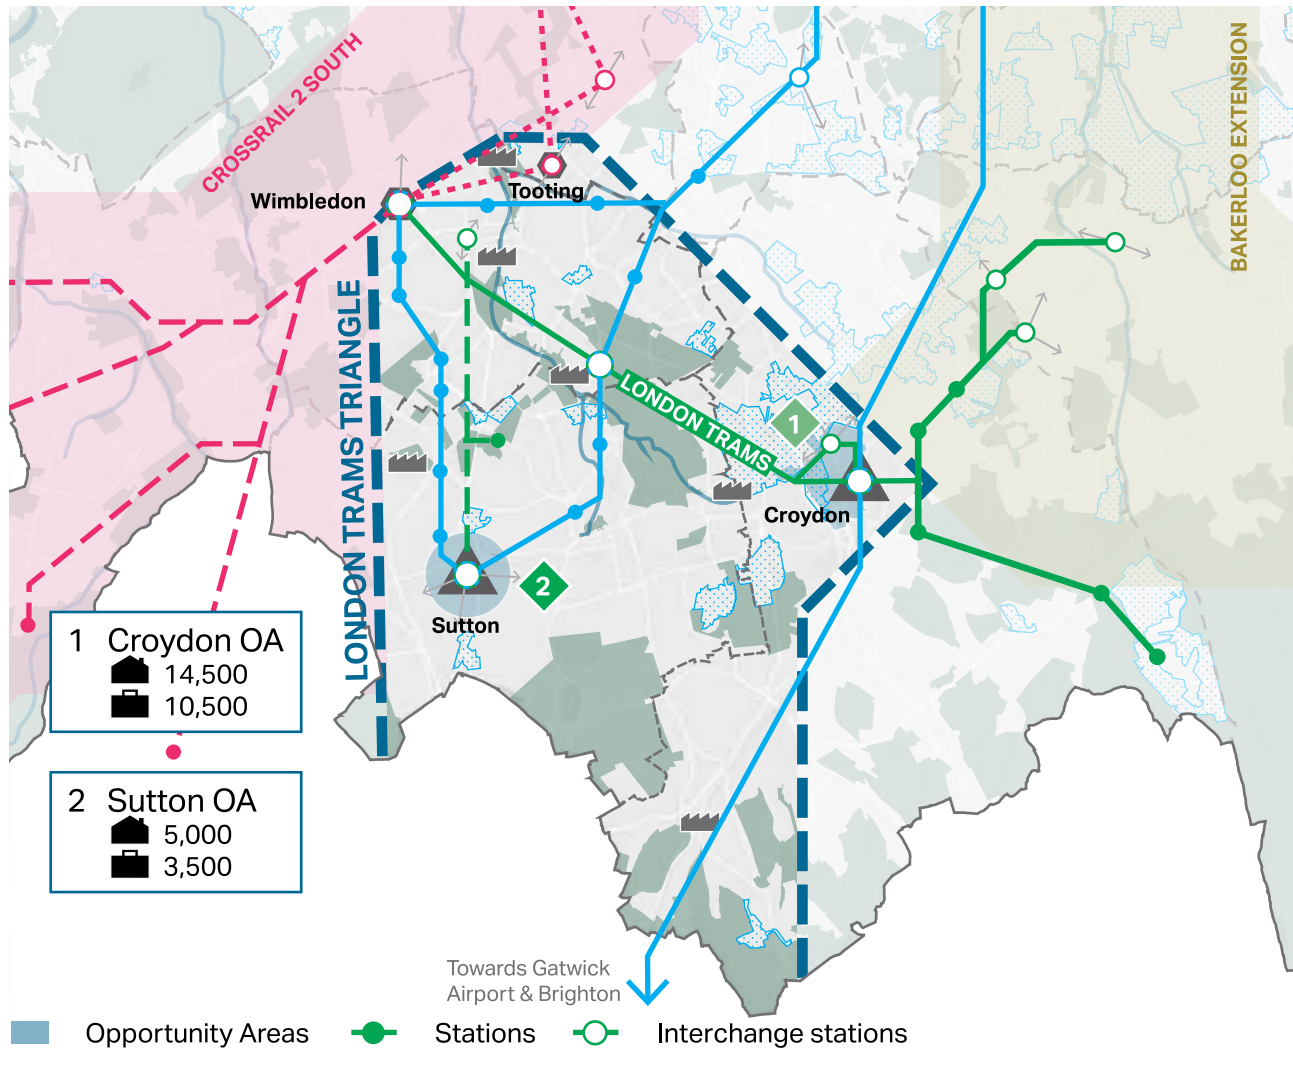 CROSSRAIL 2 SOUTH
BAKERLOO EXTENSION
Wimbledon
Tooting
LONDON TRAMS TRIANGLE
LONDON TRAMS
1
Croydon
2
Sutton
1 Croydon OA
14,500
10,500
2 Sutton OA
5,000
3,500
Towards Gatwick
Airport & Brighton
Opportunity Areas
Stations
Interchange stations